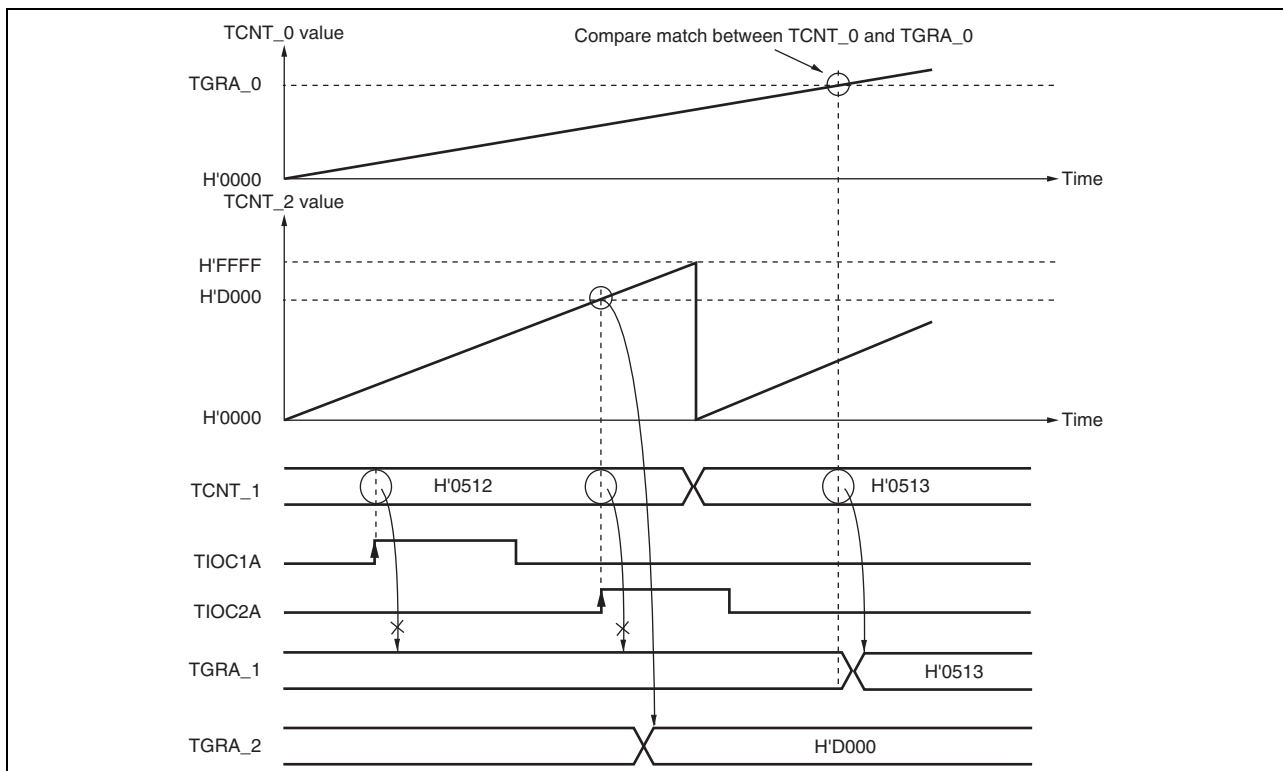 TCNT_0 value
Compare match between TCNT_0 and TGRA_0
TGRA_0
H'0000
Time
TCNT_2 value
H'FFFF
H'D000
H'0000
Time
TCNT_1
H'0512
H'0513
TIOC1A
TIOC2A
TGRA_1
H'0513
TGRA_2
H'D000